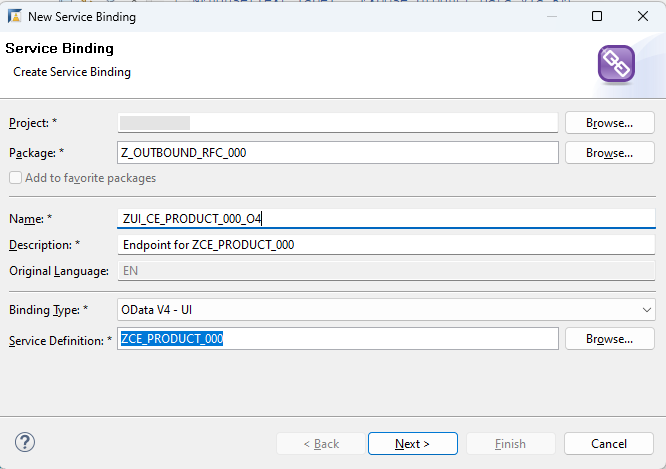 New Service Binding
Service Binding
Create Service Binding
Project: *
Browse...
Package: *
Z_OUTBOUND_RFC_000
Browse...
Add to favorite packages
Name: *
ZUI_CE_PRODUCT_000_O4
Description: *
Endpoint for ZCE_PRODUCT_000
Original Language:
EN
Binding Type: *
OData V4 - UI
Service Definition: *
ZCE_PRODUCT_000
Browse...
?
< Back
Next >
Finish
Cancel